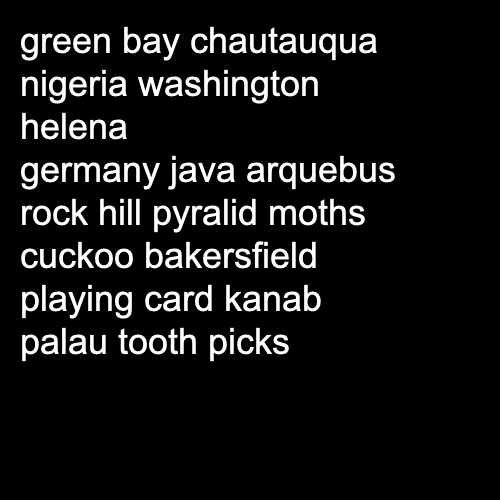 green bay chautauqua
nigeria washington
helena
germany java arquebus
rock hill pyralid moths
cuckoo bakersfield
playing card kanab
palau tooth picks